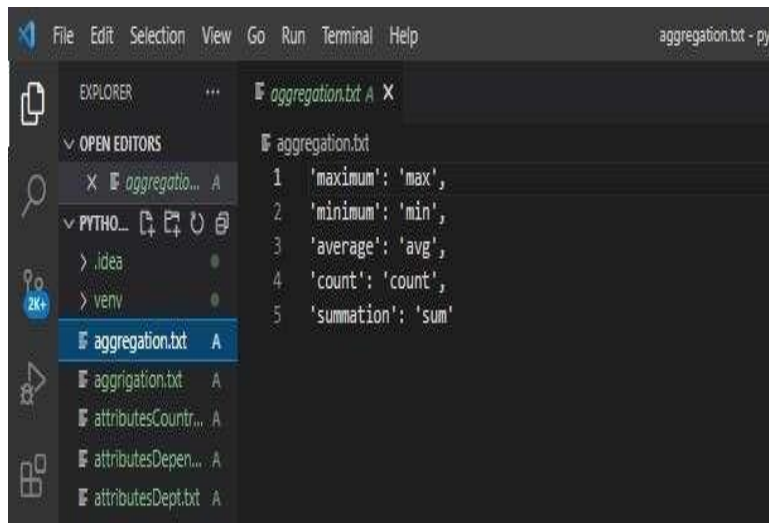 File Edit Selection View Go Run Terminal Help aggregation.txt - py
EXPLORER ...
aggregation.txt A X
OPEN EDITORS
aggregation.txt
X aggregatio... A
PYTHO...
.idea
venv
aggregation.txt A
aggrigation.txt A
attributesCountr... A
attributesDepen... A
attributesDept.txt A
2K+
1 'maximum': 'max',
2 'minimum': 'min',
3 'average': 'avg',
4 'count': 'count',
5 'summation': 'sum'